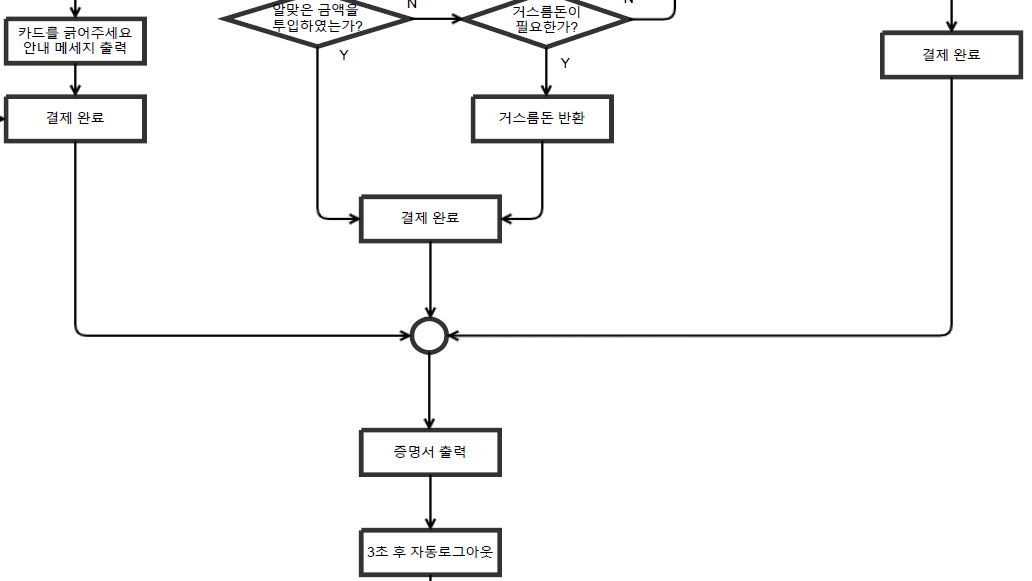 카드를 긁어주세요
안내 메세지 출력
결제 완료
알맞은 금액을
투입하였는가?
N
Y
거스름돈이
필요한가?
N
Y
거스름돈 반환
결제 완료
결제 완료
증명서 출력
3초 후 자동로그아웃